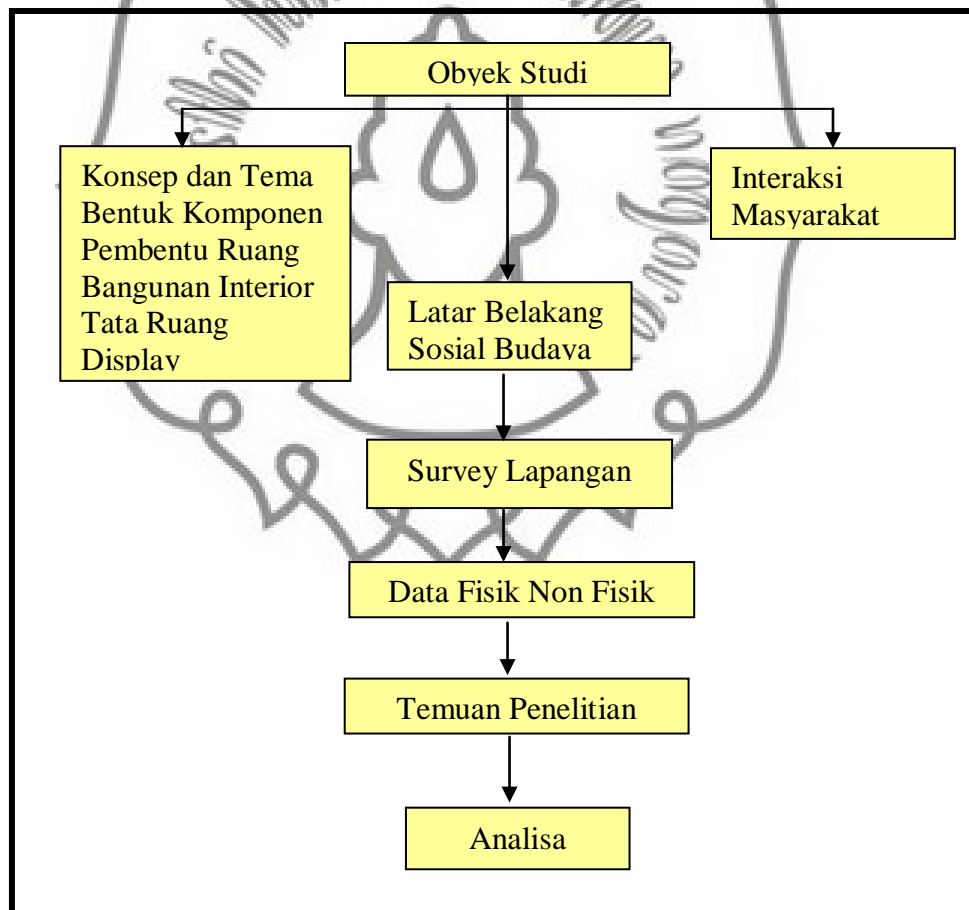 Obyek Studi
Konsep dan Tema
Bentuk Komponen
Pembentu Ruang
Bangunan Interior
Tata Ruang
Display
Interaksi
Masyarakat
Latar Belakang
Sosial Budaya
Survey Lapangan
Data Fisik Non Fisik
Temuan Penelitian
Analisa